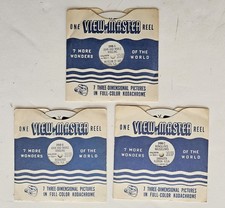 ONE VIEW-MASTER REEL
7 MORE WONDERS OF THE WORLD
7 THREE-DIMENSIONAL PICTURES
IN FULL-COLOR KODACHROME
ONE VIEW-MASTER REEL
7 MORE WONDERS OF THE WORLD
7 THREE-DIMENSIONAL PICTURES
IN FULL-COLOR KODACHROME
ONE VIEW-MASTER REEL
7 MORE WONDERS OF THE WORLD
7 THREE-DIMENSIONAL PICTURES
IN FULL-COLOR KODACHROME